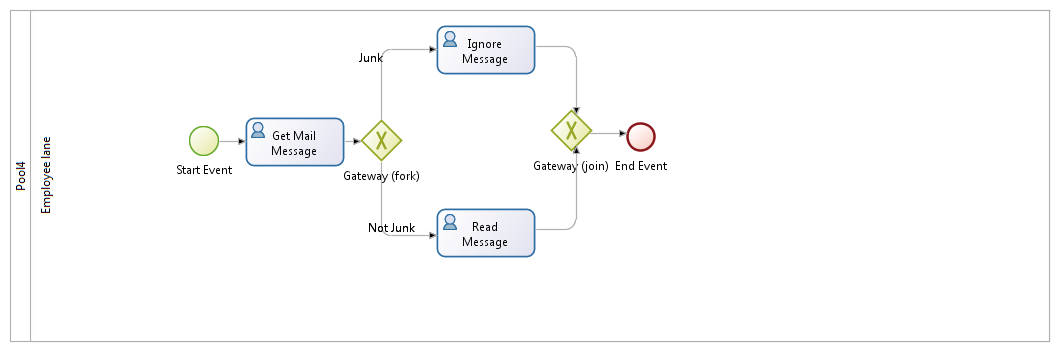 Pool4
Employee lane
Start Event
Get Mail
Message
Gateway (fork)
Junk
Ignore
Message
Not Junk
Read
Message
Gateway (join)
End Event